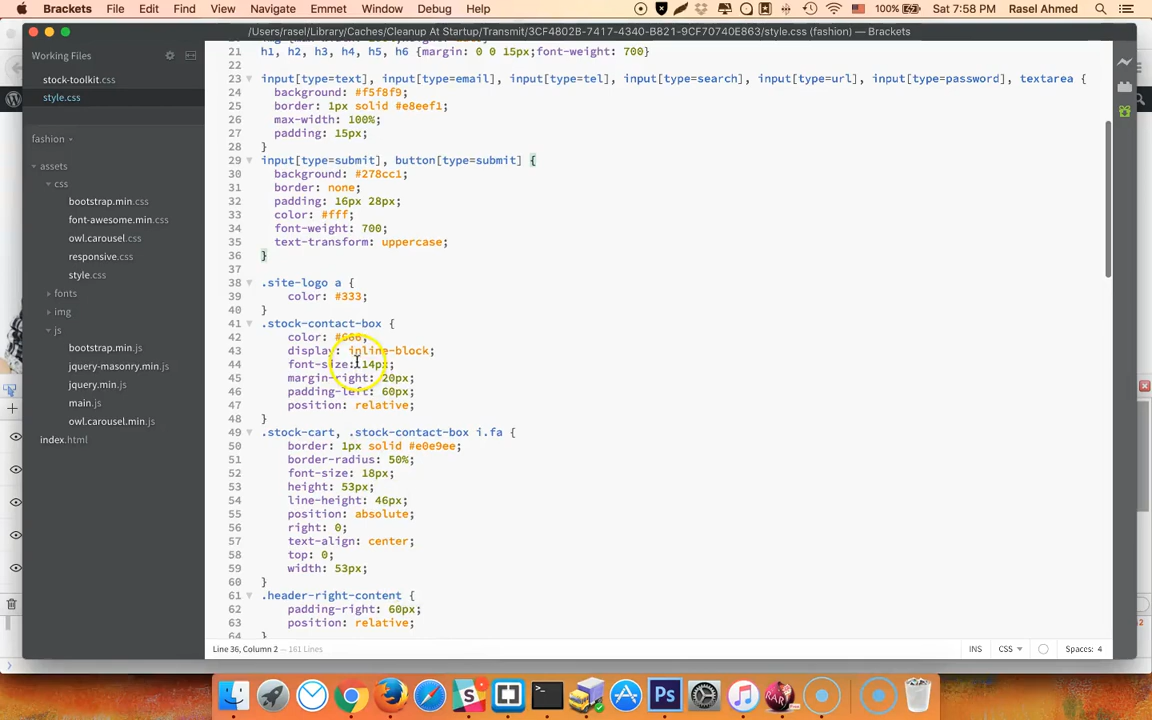 Brackets File Edit Find View Navigate Emmet Window Debug Help 100% Sat 7:58 PM Rasel Ahmed
/Users/rasel/Library/Caches/Cleanup At Startup/Transmit/3CF4802B-7417-4340-B821-9CF70740E863/style.css (fashion) — Brackets
Working Files
stock-toolkit.css
style.css
fashion
assets
css
bootstrap.min.css
font-awesome.min.css
owl.carousel.css
responsive.css
style.css
fonts
img
js
bootstrap.min.js
jquery-masonry.min.js
jquery.min.js
main.js
owl.carousel.min.js
index.html
21 h1, h2, h3, h4, h5, h6 {margin: 0 0 15px;font-weight: 700}
22
23 input[type=text], input[type=email], input[type=tel], input[type=search], input[type=url], input[type=password], textarea {
24 background: #f5f8f9;
25 border: 1px solid #e8eef1;
26 max-width: 100%;
27 padding: 15px;
28 }
29 input[type=submit], button[type=submit] {
30 background: #278cc1;
31 border: none;
32 padding: 16px 28px;
33 color: #fff;
34 font-weight: 700;
35 text-transform: uppercase;
36 }
37
38 .site-logo a {
39 color: #333;
40 }
41 .stock-contact-box {
42 color: #666;
43 display: inline-block;
44 font-size: 14px;
45 margin-right: 20px;
46 padding-left: 60px;
47 position: relative;
48 }
49 .stock-cart, .stock-contact-box i.fa {
50 border: 1px solid #e0e9ee;
51 border-radius: 50%;
52 font-size: 18px;
53 height: 53px;
54 line-height: 46px;
55 position: absolute;
56 right: 0;
57 text-align: center;
58 top: 0;
59 width: 53px;
60 }
61 .header-right-content {
62 padding-right: 60px;
63 position: relative;
64 }
Line 36, Column 2 — 161 Lines
INS CSS Spaces: 4